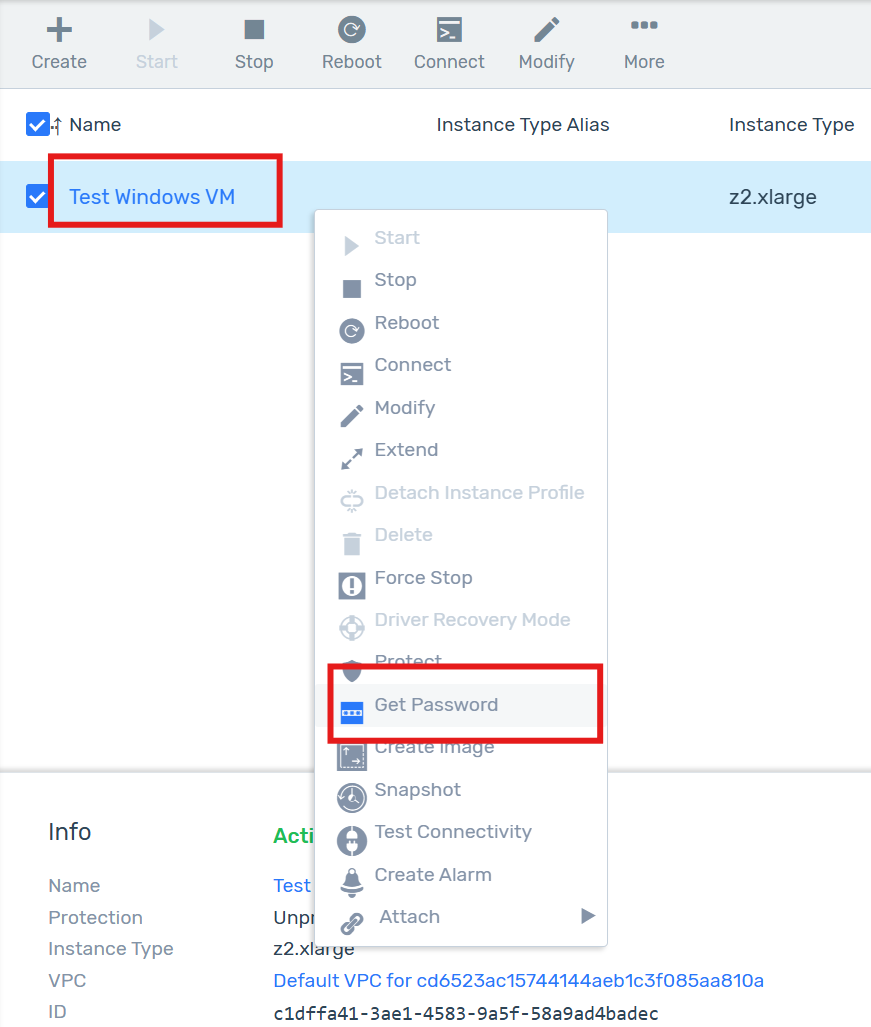 Create Start Stop Reboot Connect Modify More
Name Instance Type Alias Instance Type
Test Windows VM z2.xlarge
Start
Stop
Reboot
Connect
Modify
Extend
Detach Instance Profile
Delete
Force Stop
Driver Recovery Mode
Protect
Get Password
Create Image
Snapshot
Test Connectivity
Create Alarm
Attach
Info Acti
Name Test
Protection Unpr
Instance Type z2.xlarge
VPC Default VPC for cd6523ac15744144aeb1c3f085aa810a
ID c1dffa41-3ae1-4583-9a5f-58a9ad4badec